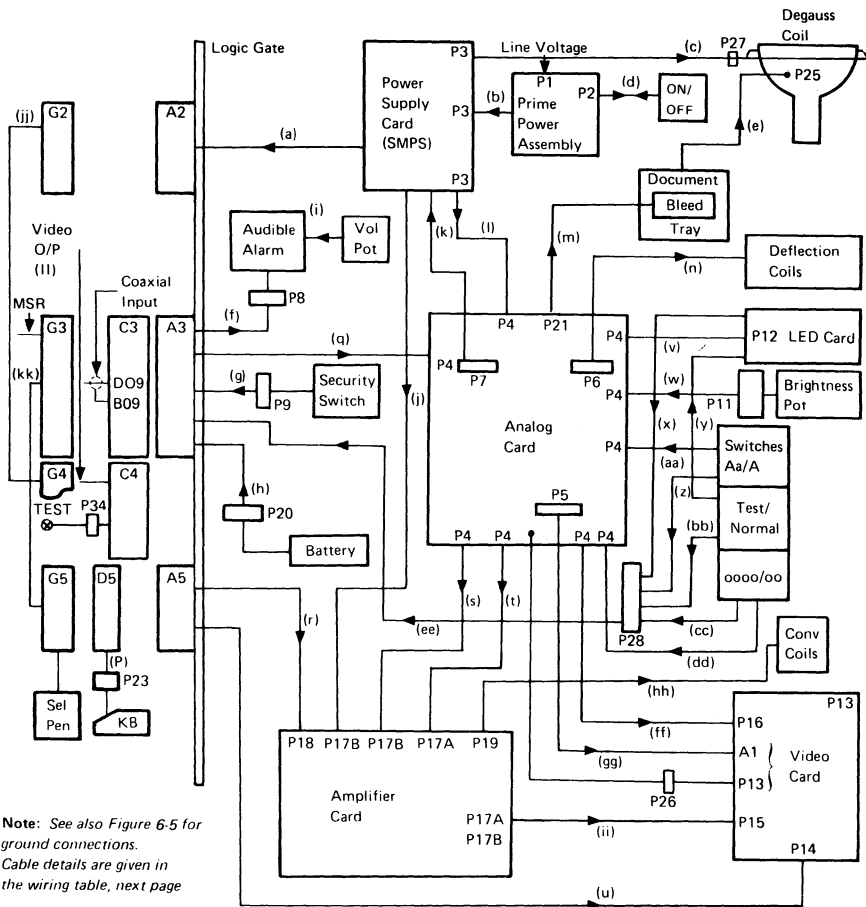 Degauss
Coil
Logic Gate
Line Voltage
(c)
P27
P3
P25
Power
Supply
Card
(SMPS)
P1
P2
(d)
ON/
OFF
P3
(b)
Prime
Power
Assembly
(e)
(jj)
G2
A2
(a)
P3
Document
Bleed
Tray
Video
O/P
(II)
Audible
Alarm
(i)
Vol
Pot
(k)
(l)
(m)
Deflection
Coils
(n)
Coaxial
Input
P8
MSR
G3
C3
A3
(f)
P4
P21
P12 LED Card
P4
(v)
(q)
P4
P7
P6
(kk)
DO9
B09
(g)
P9
Security
Switch
(j)
P4
(w)
P11
Brightness
Pot
Analog
Card
(x)
(y)
P4
(aa)
Switches
Aa/A
G4
C4
(h)
(z)
TEST
P34
P20
P5
Test/
Normal
(bb)
Battery
P4
P4
P4
P4
oooo/oo
G5
D5
A5
(r)
(s)
(t)
(ee)
P28
(cc)
Conv
Coils
(dd)
(P)
P23
(hh)
Sel
Pen
KB
P13
P16
(ff)
P18
P17B
P17B
P17A
P19
A1
(gg)
Video
Card
P13
P26
Amplifier
Card
P17A
P17B
(ii)
P15
P14
Note: See also Figure 6-5 for
ground connections.
Cable details are given in
the wiring table, next page
(u)